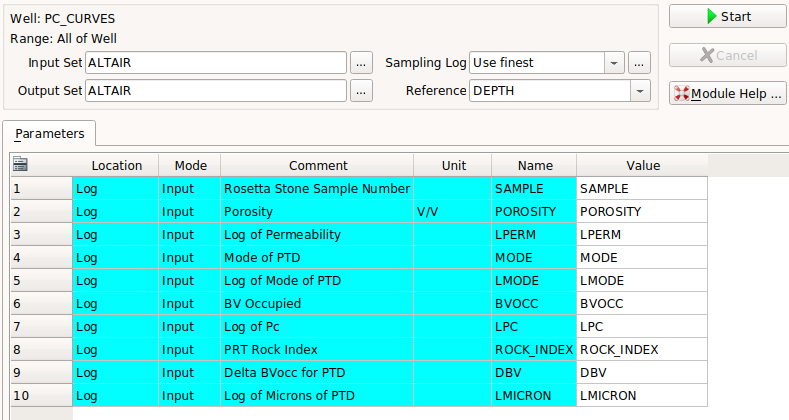 Well: PC_CURVES
Range: All of Well
Start
Input Set ALTAIR ... Sampling Log Use finest ... Cancel
Output Set ALTAIR ... Reference DEPTH Module Help ...
Parameters
Location Mode Comment Unit Name Value
1 Log Input Rosetta Stone Sample Number SAMPLE SAMPLE
2 Log Input Porosity V/V POROSITY POROSITY
3 Log Input Log of Permeability LPERM LPERM
4 Log Input Mode of PTD MODE MODE
5 Log Input Log of Mode of PTD LMODE LMODE
6 Log Input BV Occupied BVOCC BVOCC
7 Log Input Log of Pc LPC LPC
8 Log Input PRT Rock Index ROCK_INDEX ROCK_INDEX
9 Log Input Delta BVocc for PTD DBV DBV
10 Log Input Log of Microns of PTD LMICRON LMICRON